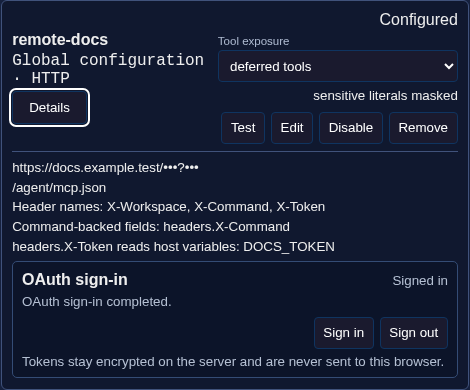 Configured
remote-docs
Global configuration
· HTTP
Details
Tool exposure
deferred tools
sensitive literals masked
Test Edit Disable Remove
https://docs.example.test/•••?•••
/agent/mcp.json
Header names: X-Workspace, X-Command, X-Token
Command-backed fields: headers.X-Command
headers.X-Token reads host variables: DOCS_TOKEN
OAuth sign-in Signed in
OAuth sign-in completed.
Sign in Sign out
Tokens stay encrypted on the server and are never sent to this browser.